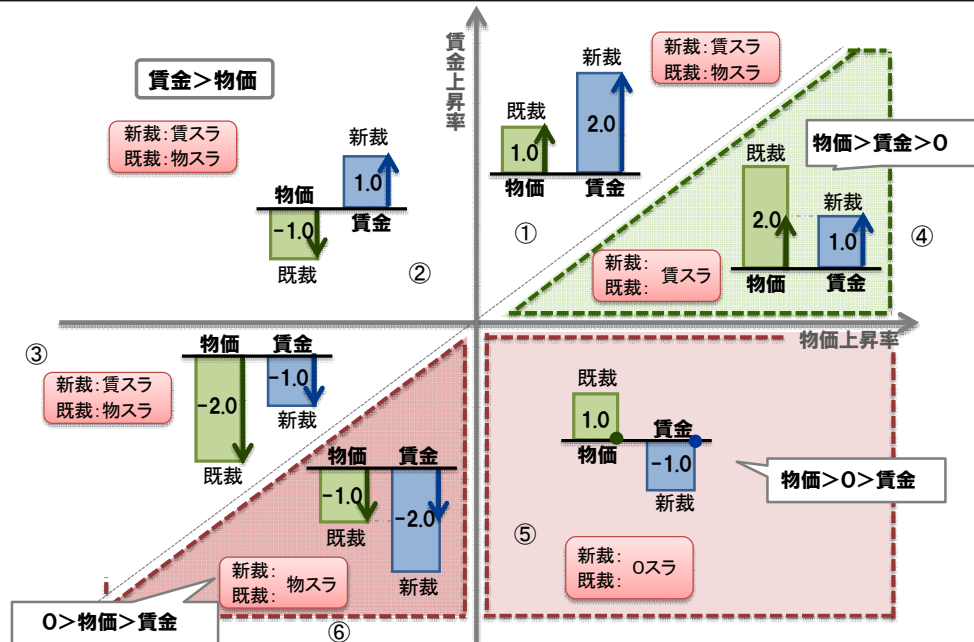 賃金上昇率
物価上昇率
賃金>物価
新裁:賃スラ
既裁:物スラ
新裁
既裁
1.0
2.0
物価
賃金
①
新裁:賃スラ
既裁:物スラ
新裁
物価
1.0
-1.0
賃金
既裁
②
③
物価
賃金
-1.0
-2.0
新裁
既裁
新裁:賃スラ
既裁:物スラ
物価>賃金>0
既裁
新裁
2.0
1.0
物価
賃金
④
新裁:
既裁:
賃スラ
既裁
1.0
賃金
物価
-1.0
新裁
物価>0>賃金
⑤
新裁:
既裁:
0スラ
物価
賃金
-1.0
-2.0
既裁
新裁
新裁:
既裁:
物スラ
0>物価>賃金
⑥